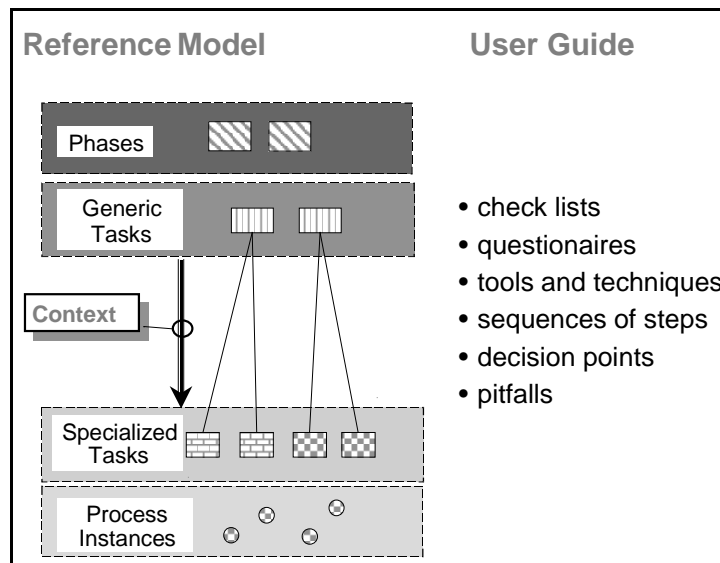 Reference Model
User Guide
Phases
Generic
Tasks
Context
Specialized
Tasks
Process
Instances
• check lists
• questionaires
• tools and techniques
• sequences of steps
• decision points
• pitfalls